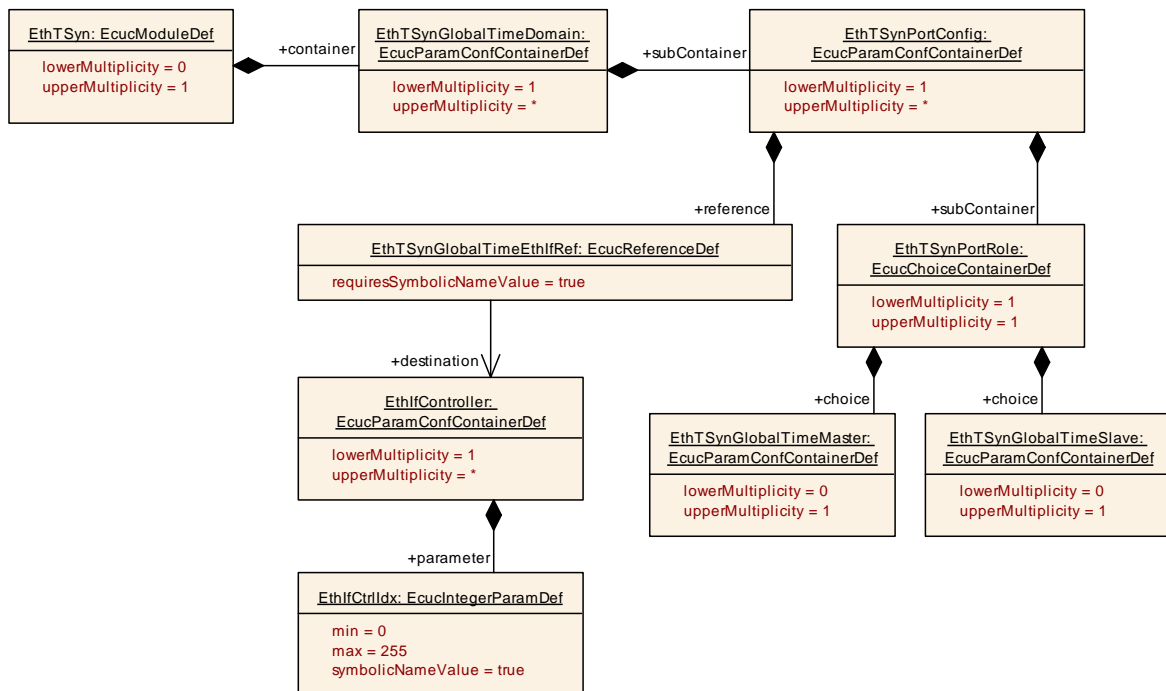 EthTSyn: EcucModuleDef
lowerMultiplicity = 0
upperMultiplicity = 1
+container
EthTSynGlobalTimeDomain:
EcucParamConfContainerDef
lowerMultiplicity = 1
upperMultiplicity = *
+subContainer
EthTSynPortConfig:
EcucParamConfContainerDef
lowerMultiplicity = 1
upperMultiplicity = *
+reference
+subContainer
EthTSynGlobalTimeEthIfRef: EcucReferenceDef
requiresSymbolicNameValue = true
EthTSynPortRole:
EcucChoiceContainerDef
lowerMultiplicity = 1
upperMultiplicity = 1
+destination
EthIfController:
EcucParamConfContainerDef
lowerMultiplicity = 1
upperMultiplicity = *
+choice
+choice
EthTSynGlobalTimeMaster:
EcucParamConfContainerDef
lowerMultiplicity = 0
upperMultiplicity = 1
EthTSynGlobalTimeSlave:
EcucParamConfContainerDef
lowerMultiplicity = 0
upperMultiplicity = 1
+parameter
EthIfCtrlIdx: EcucIntegerParamDef
min = 0
max = 255
symbolicNameValue = true